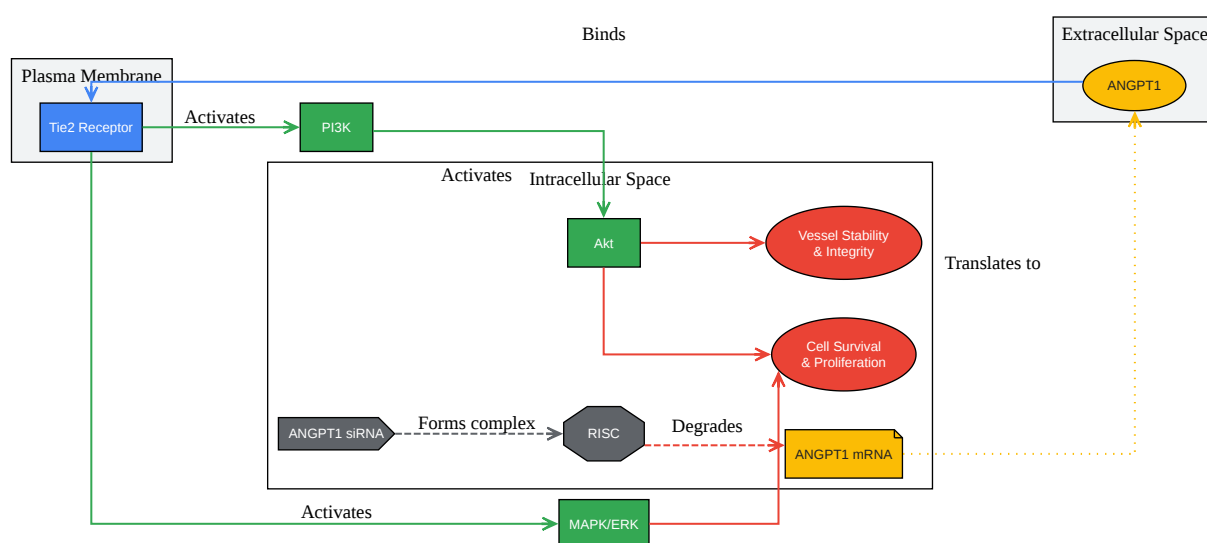 Binds
Extracellular Space
Plasma Membrane
ANGPT1
Tie2 Receptor
Activates
PI3K
Activates
Intracellular Space
Akt
Vessel Stability
& Integrity
Translates to
Cell Survival
& Proliferation
ANGPT1 siRNA
Forms complex
RISC
Degrades
ANGPT1 mRNA
Activates
MAPK/ERK